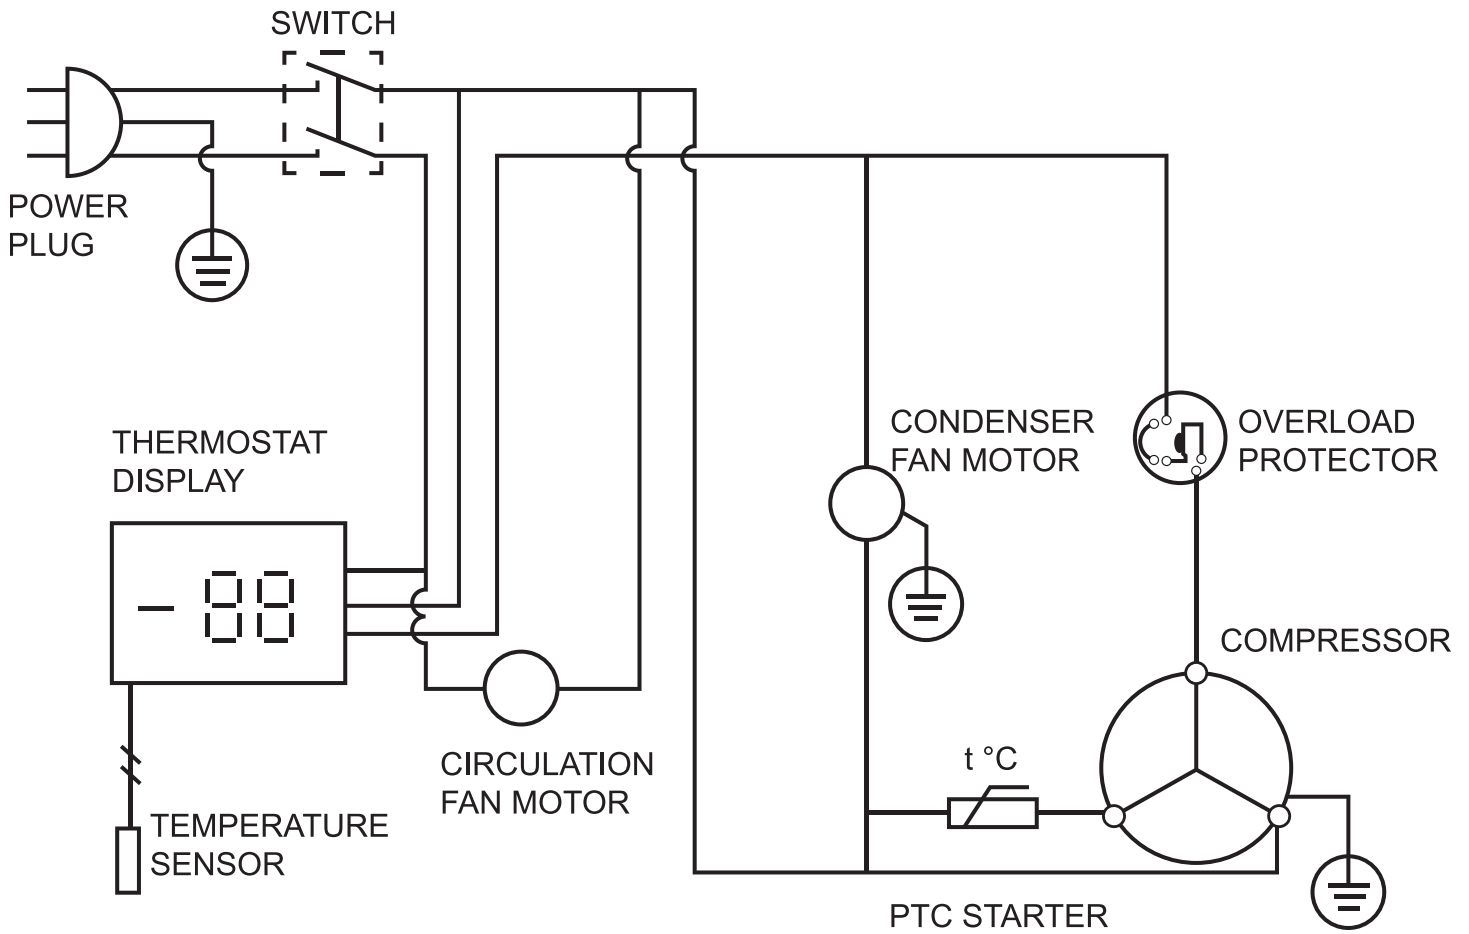 SWITCH
POWER
PLUG
THERMOSTAT
DISPLAY
- 88
CONDENSER
FAN MOTOR
OVERLOAD
PROTECTOR
COMPRESSOR
CIRCULATION
FAN MOTOR
t °C
TEMPERATURE
SENSOR
PTC STARTER